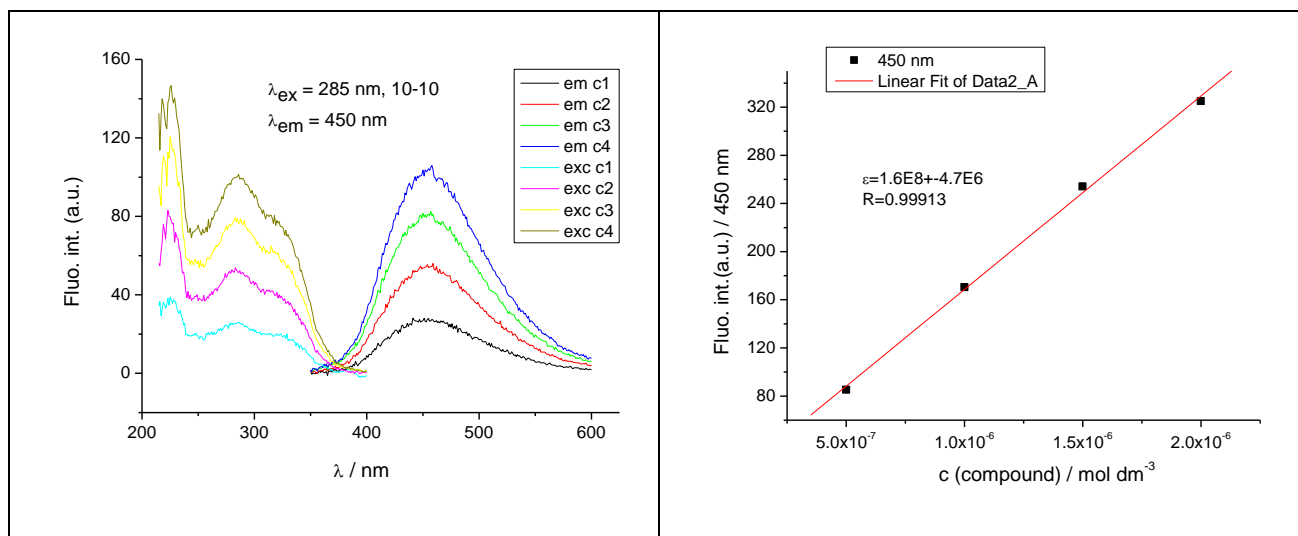 160
120
80
40
0
200
300
400
500
600
Fluo. int. (a.u.)
λ / nm
λex = 285 nm, 10-10
λem = 450 nm
em c1
em c2
em c3
em c4
exc c1
exc c2
exc c3
exc c4
450 nm
Linear Fit of Data2_A
320
280
240
200
160
120
80
Fluo. int.(a.u.) / 450 nm
ε=1.6E8+-4.7E6
R=0.99913
5.0x10⁻⁷
1.0x10⁻⁶
1.5x10⁻⁶
2.0x10⁻⁶
c (compound) / mol dm⁻³